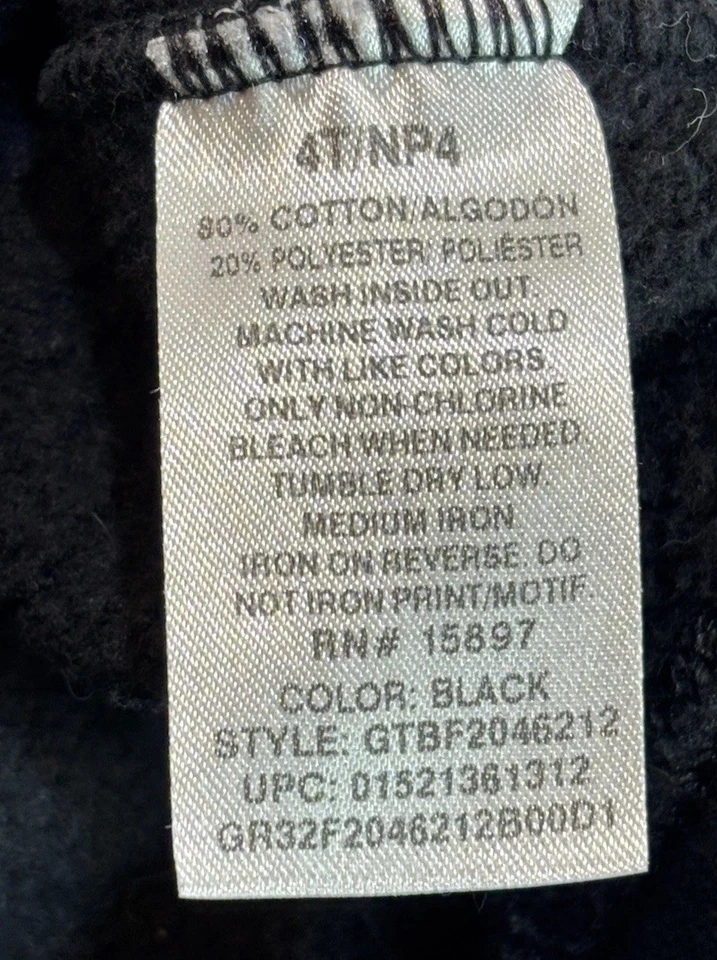 4T/NP4
80% COTTON/ALGODÓN
20% POLYESTER/POLIÉSTER
WASH INSIDE OUT.
MACHINE WASH COLD
WITH LIKE COLORS.
ONLY NON-CHLORINE
BLEACH WHEN NEEDED.
TUMBLE DRY LOW.
MEDIUM IRON.
IRON ON REVERSE. DO
NOT IRON PRINT/MOTIF.
RN# 15897
COLOR: BLACK
STYLE: GTBF2046212
UPC: 01521361312
GR32F2046212B00D1